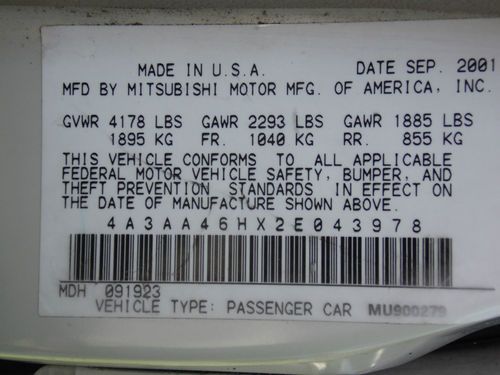 MADE IN U.S.A. DATE SEP. 2001
MFD BY MITSUBISHI MOTOR MFG. OF AMERICA, INC.
GVWR 4178 LBS GAWR 2293 LBS GAWR 1885 LBS
1895 KG FR. 1040 KG RR. 855 KG
THIS VEHICLE CONFORMS TO ALL APPLICABLE
FEDERAL MOTOR VEHICLE SAFETY, BUMPER, AND
THEFT PREVENTION STANDARDS IN EFFECT ON
THE DATE OF MANUFACTURE SHOWN ABOVE.
4A3AA46HX2E043978
MDH 091923
VEHICLE TYPE: PASSENGER CAR MU900279